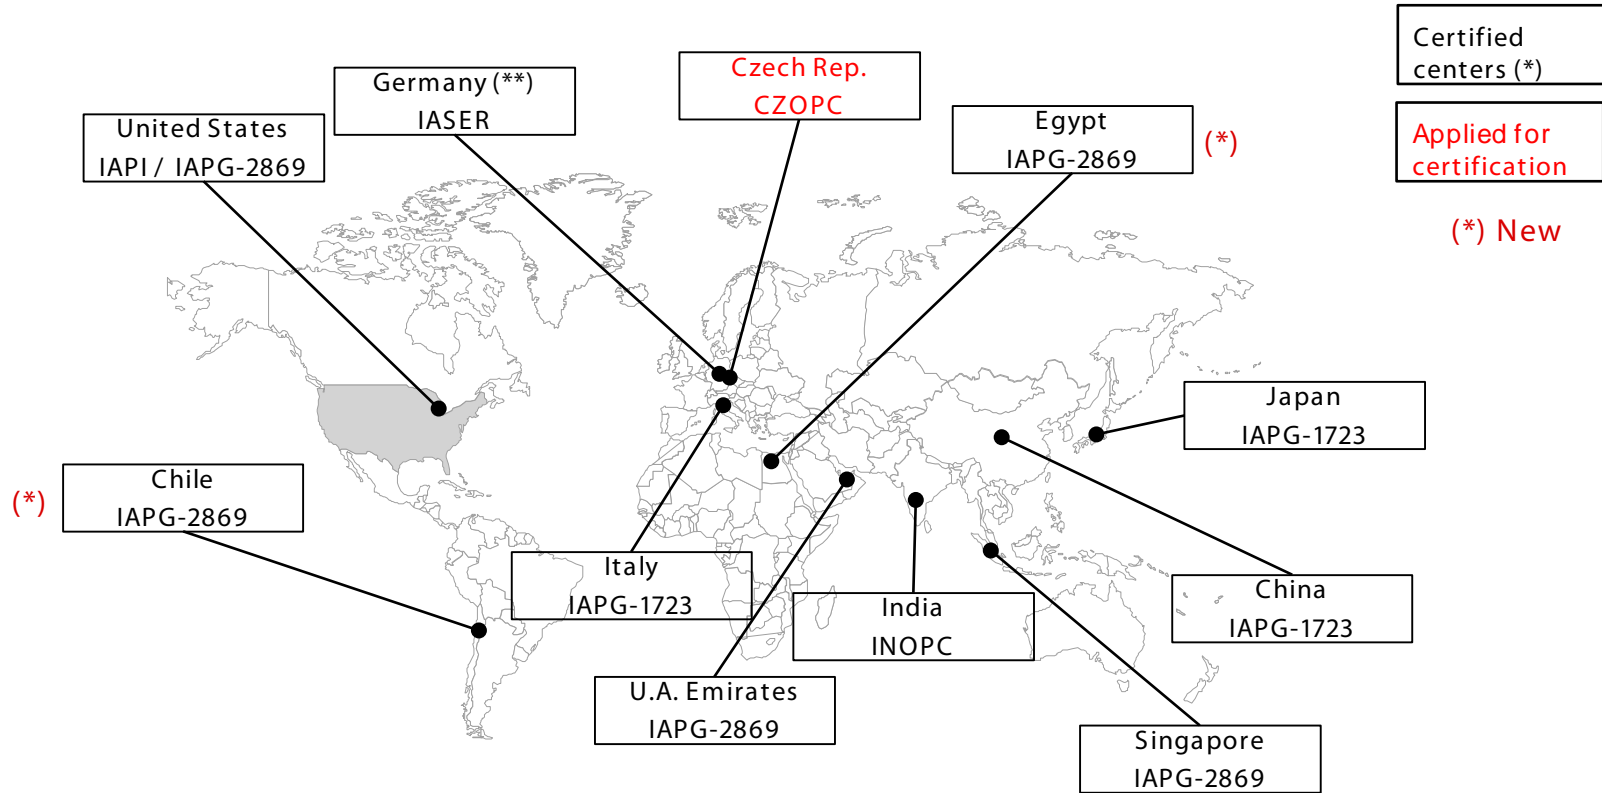 Certified
centers (*)
Czech Rep.
CZOPC
Germany (**)
IASER
United States
IAPI / IAPG-2869
Egypt
IAPG-2869
(*)
Applied for
certification
(*) New
Japan
IAPG-1723
(*)
Chile
IAPG-2869
Italy
IAPG-1723
India
INOPC
China
IAPG-1723
U.A. Emirates
IAPG-2869
Singapore
IAPG-2869